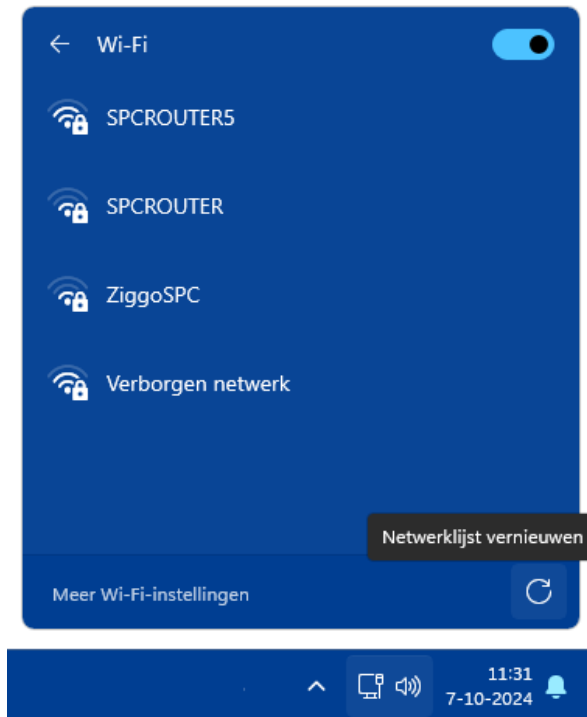 Wi-Fi
SPCROUTER5
SPCROUTER
ZiggoSPC
Verborgen netwerk
Netwerklijst vernieuwen
Meer Wi-Fi-instellingen
11:31
7-10-2024